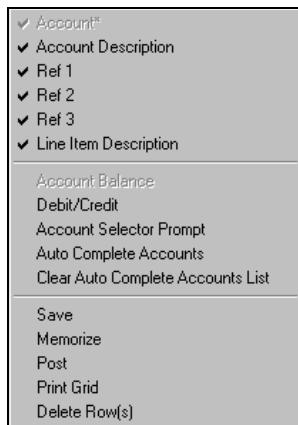 Account*
Account Description
Ref 1
Ref 2
Ref 3
Line Item Description
Account Balance
Debit/Credit
Account Selector Prompt
Auto Complete Accounts
Clear Auto Complete Accounts List
Save
Memorize
Post
Print Grid
Delete Row(s)